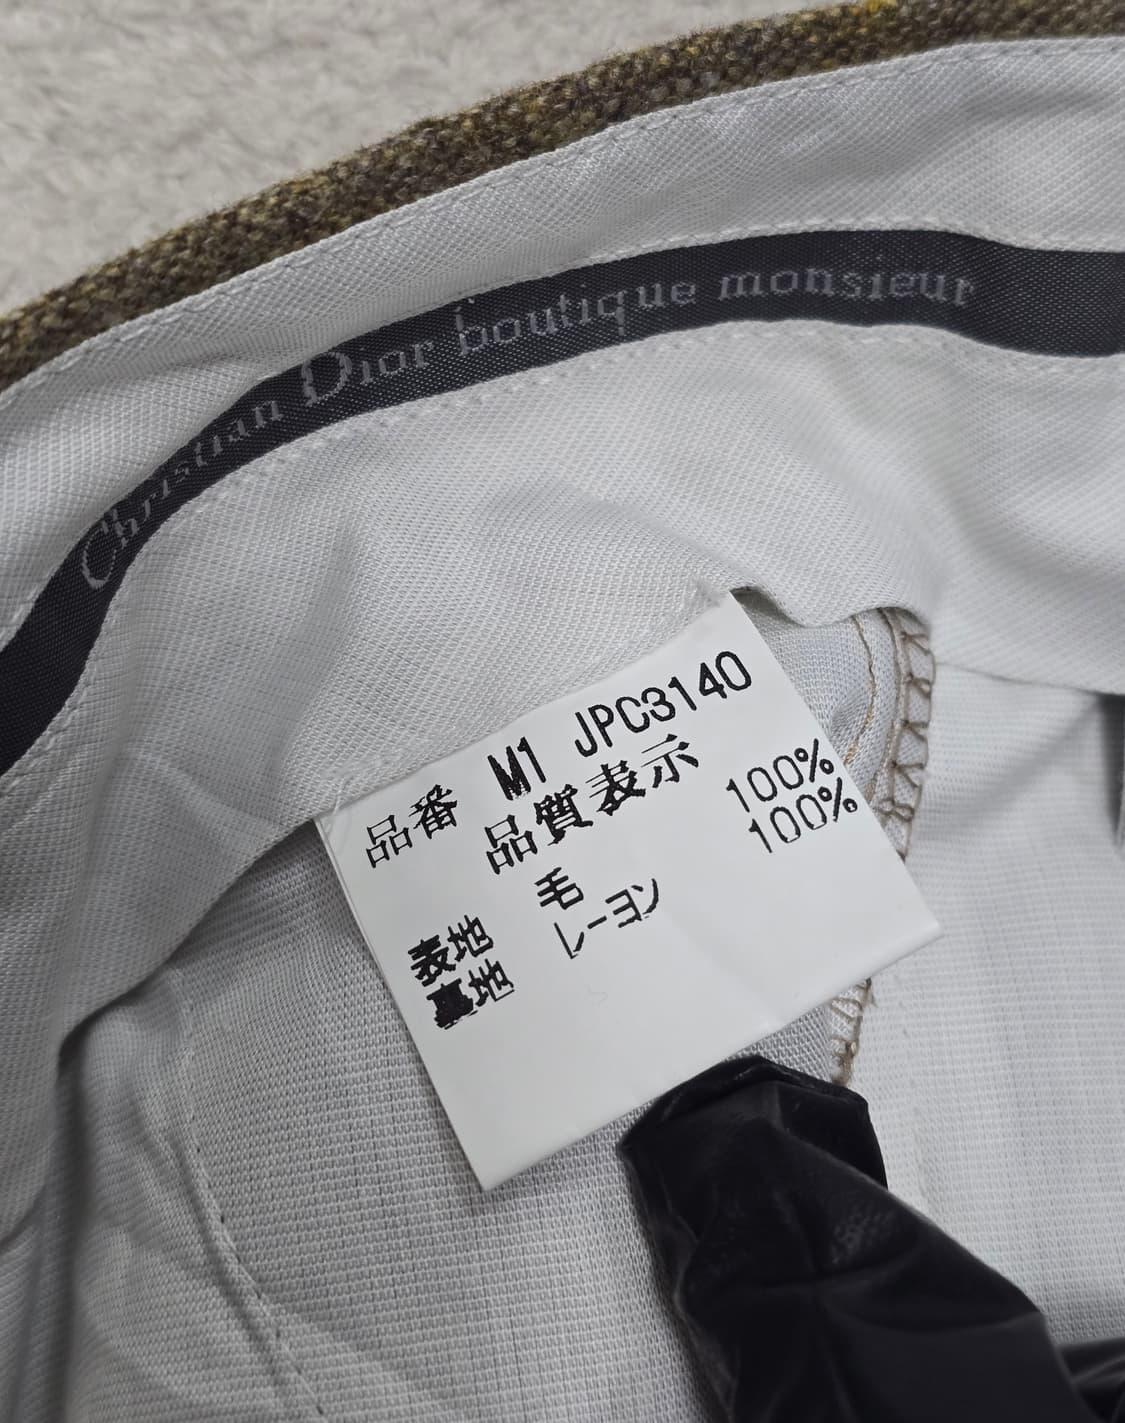 Christian Dior boutique monsieur
品番 M1 JPC3140
品質表示
表地 毛 100%
裏地 レーヨン 100%